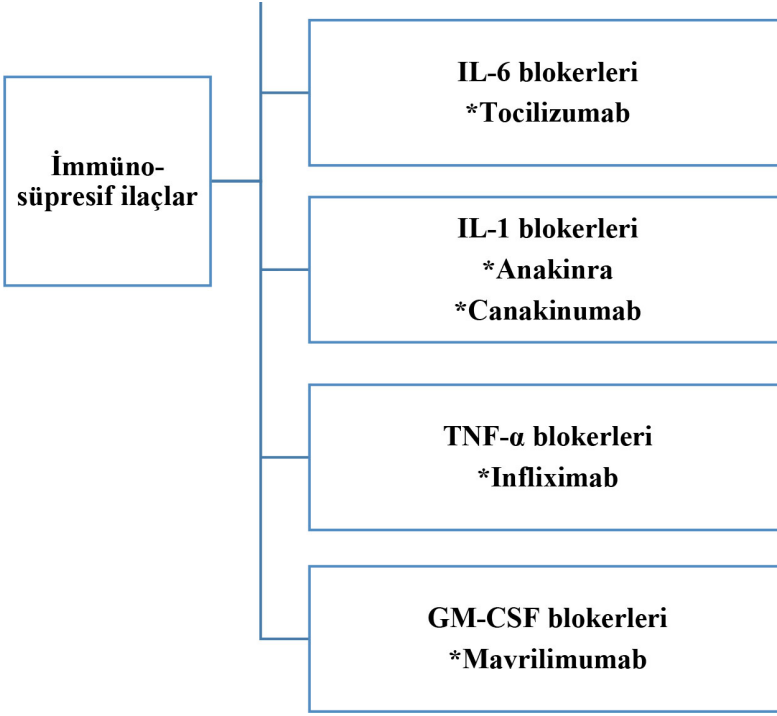 İmmüno-
süpresif ilaçlar
IL-6 blokerleri
*Tocilizumab
IL-1 blokerleri
*Anakinra
*Canakinumab
TNF-α blokerleri
*Infliximab
GM-CSF blokerleri
*Mavrilimumab